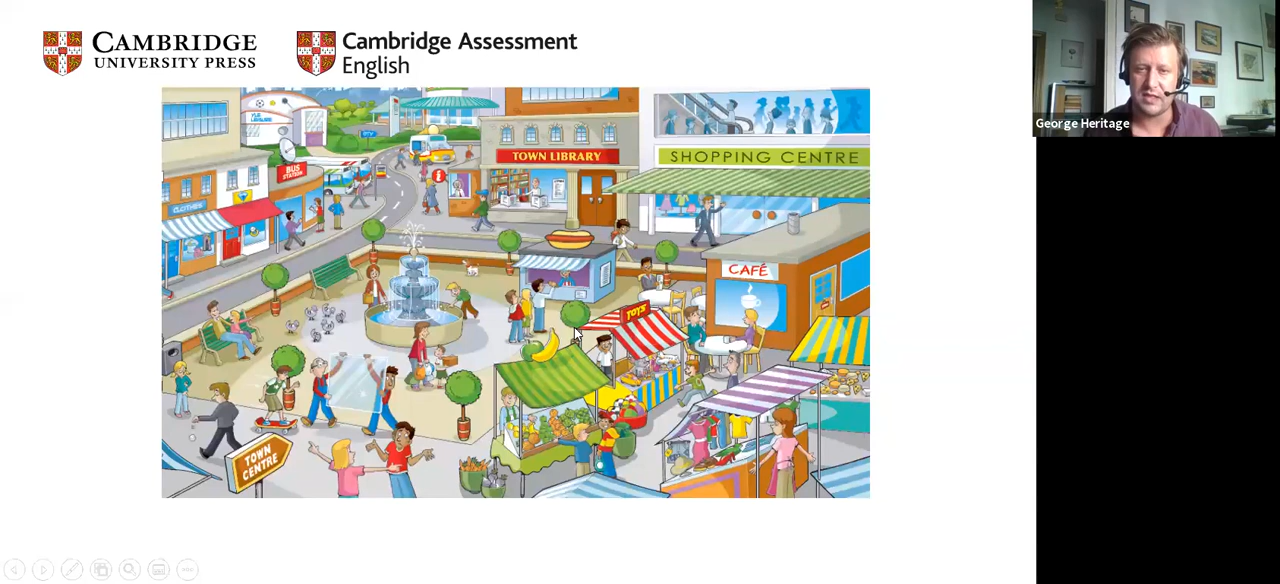 CAMBRIDGE
UNIVERSITY PRESS
Cambridge Assessment
English
George Heritage
TOWN LIBRARY
SHOPPING CENTRE
BUS
STATION
i
CLOTHES
CAFÉ
TOYS
TOWN
CENTRE